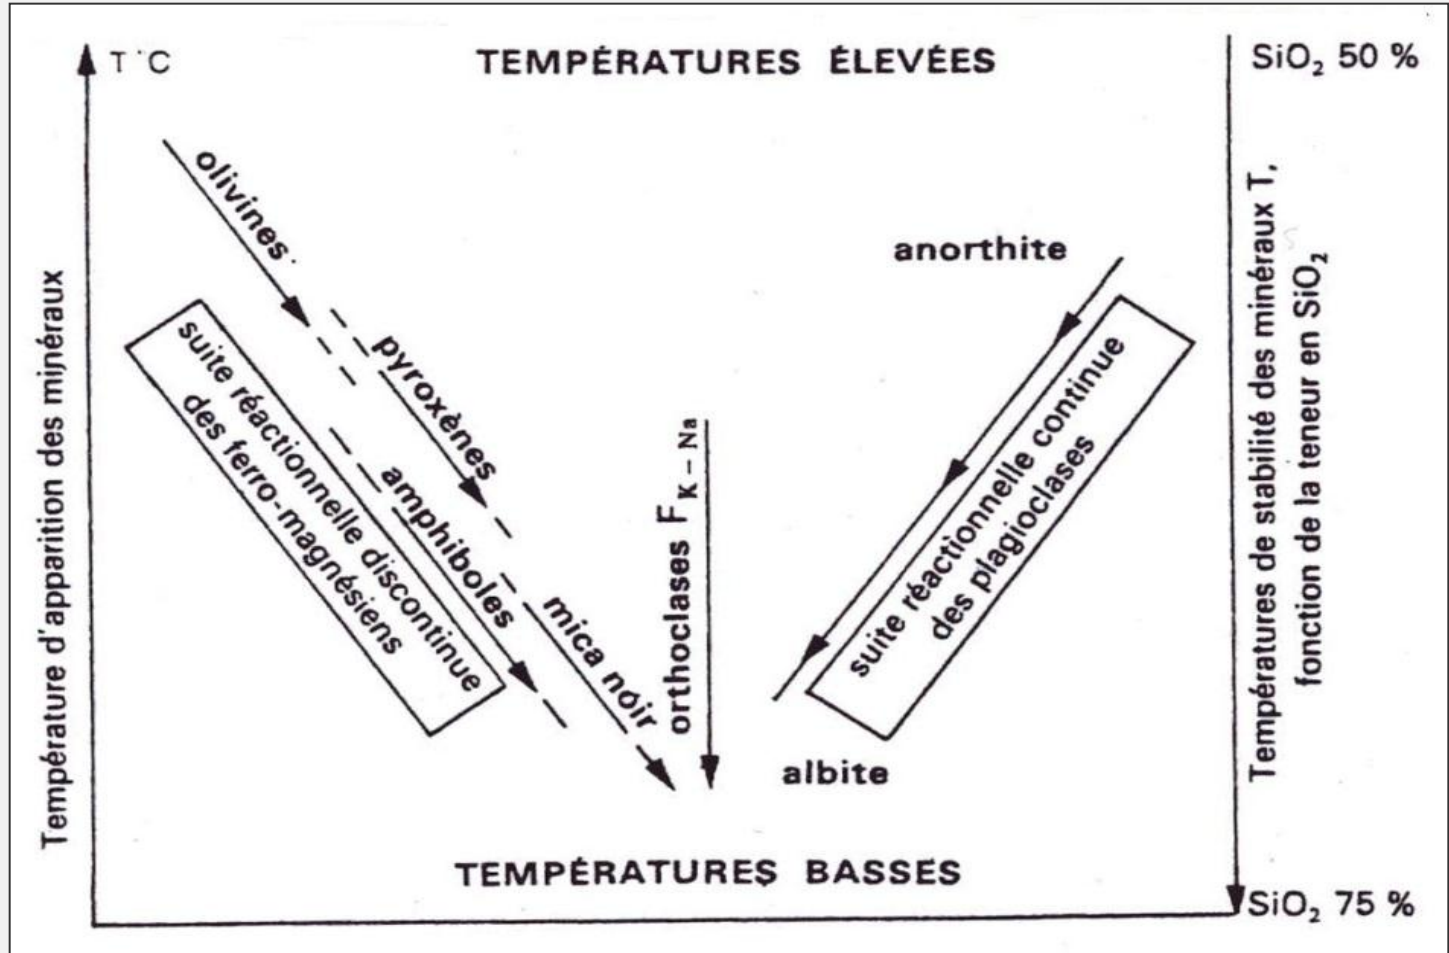 T °C
TEMPÉRATURES ÉLEVÉES
SiO₂ 50 %
olivines
anorthite
pyroxènes
suite réactionnelle discontinue
des ferro-magnésiens
amphiboles
mica noir
orthoclases F K – Na
suite réactionnelle continue
des plagioclases
albite
TEMPÉRATURES BASSES
SiO₂ 75 %
Température d'apparition des minéraux
Températures de stabilité des minéraux T,
fonction de la teneur en SiO₂